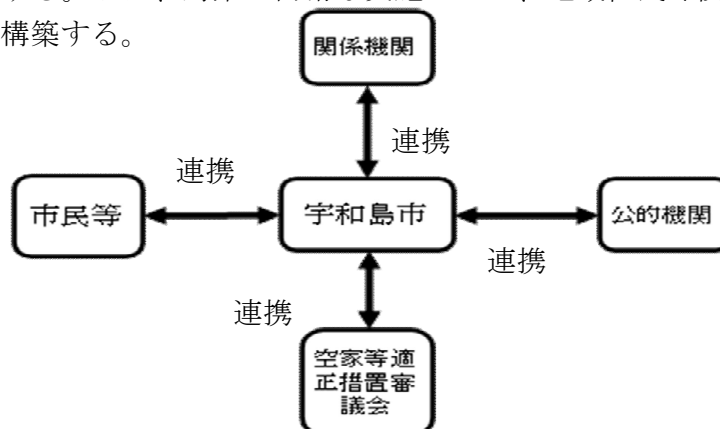 構築する。
関係機関
連携
連携
市民等
宇和島市
公的機関
連携
連携
空家等適
正措置審
議会